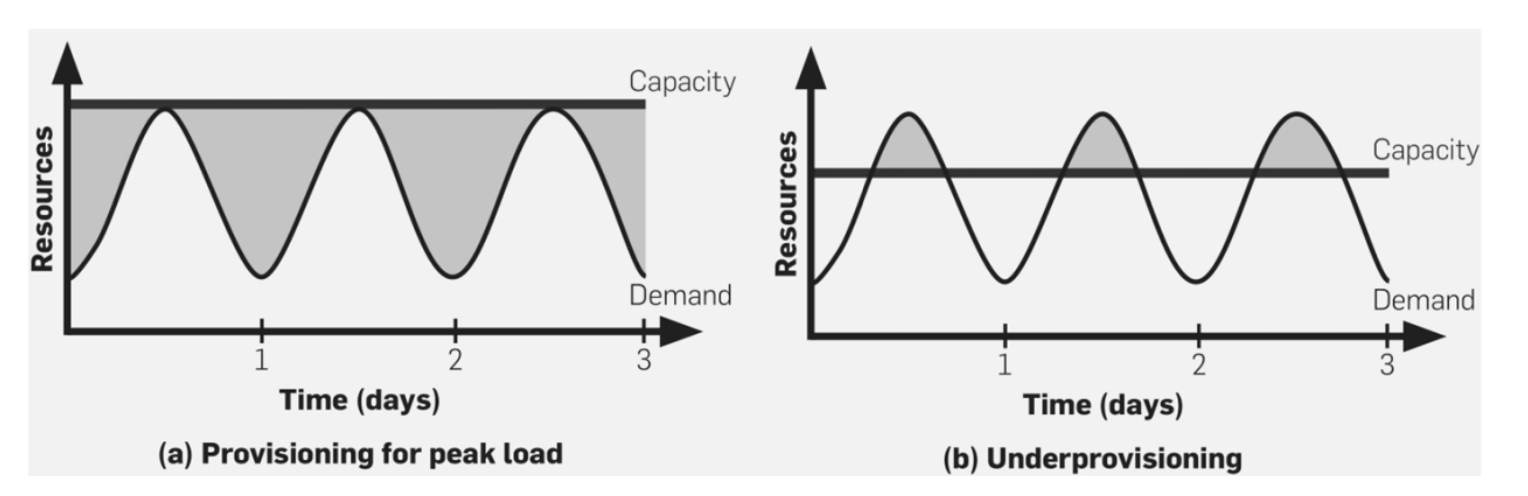 Resources
Capacity
Demand
1 2 3
Time (days)
(a) Provisioning for peak load
Resources
Capacity
Demand
1 2 3
Time (days)
(b) Underprovisioning